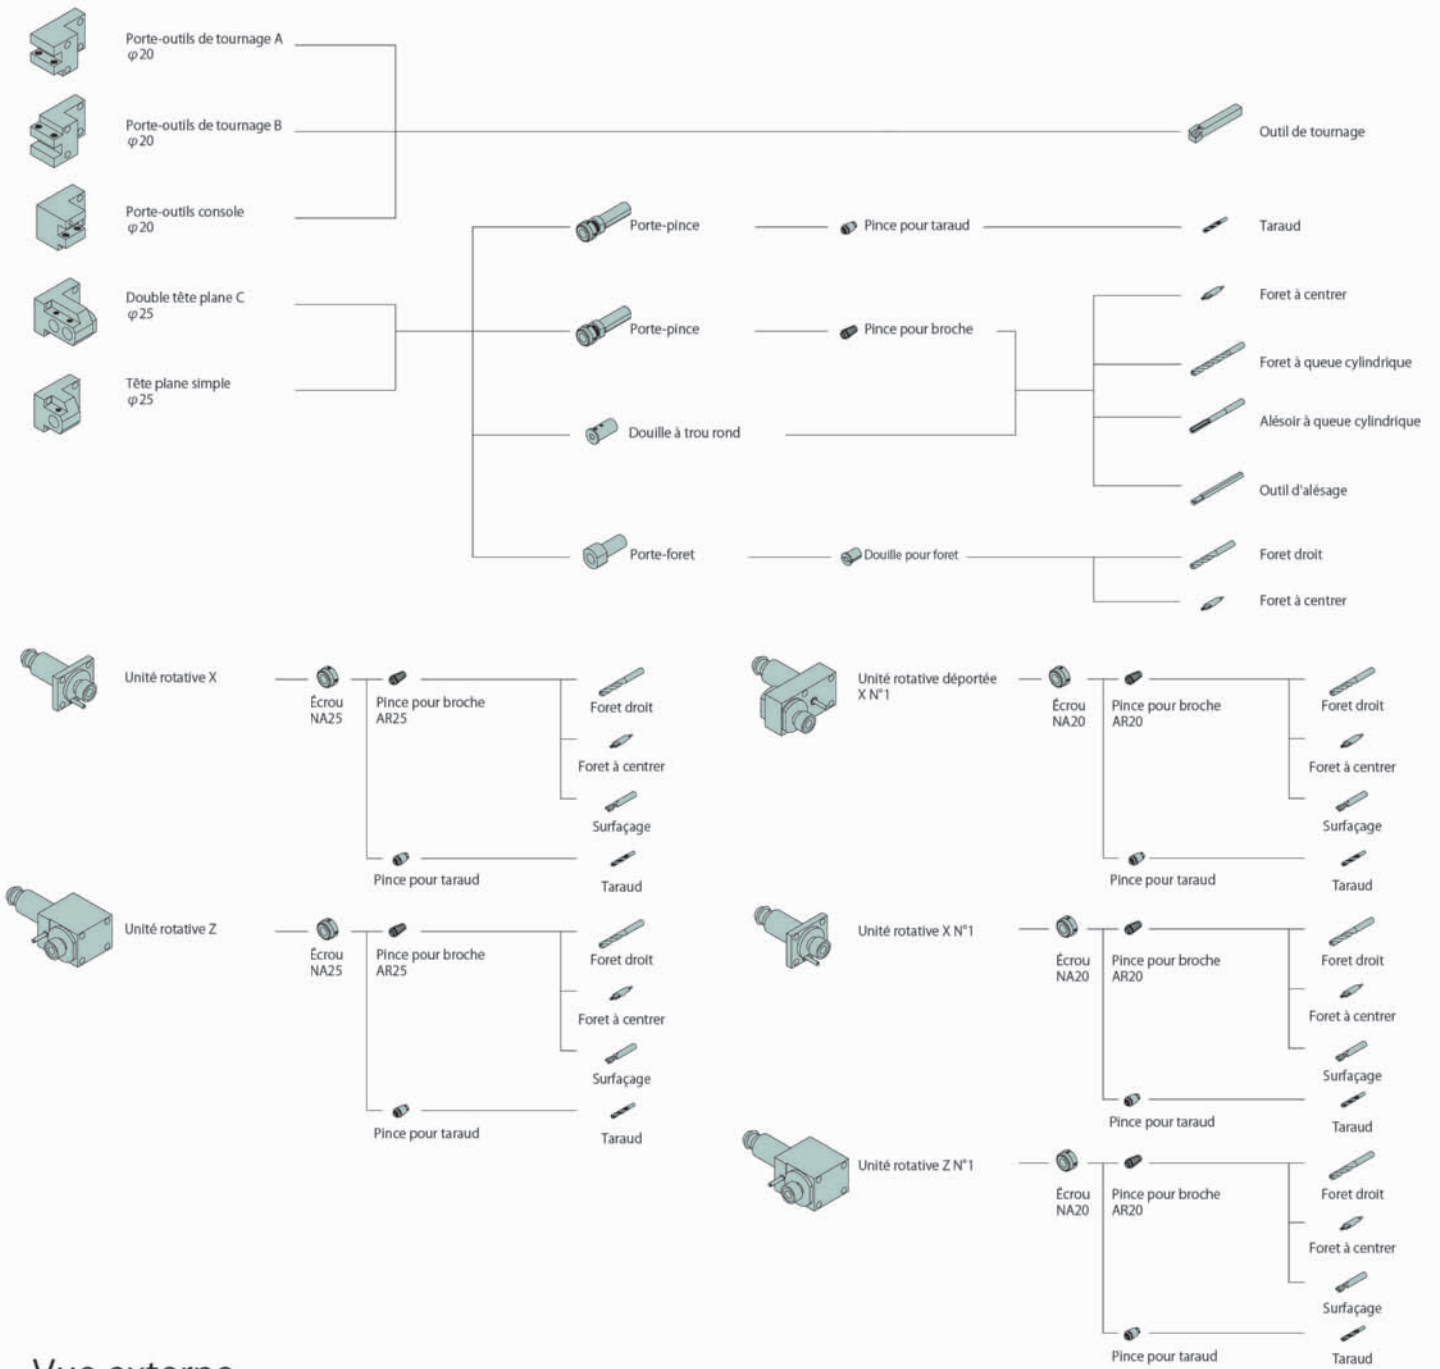 Porte-outils de tournage A
φ20
Porte-outils de tournage B
φ20
Outil de tournage
Porte-outils console
φ20
Porte-pince
Pince pour taraud
Taraud
Double tête plane C
φ25
Foret à centrer
Porte-pince
Pince pour broche
Foret à queue cylindrique
Tête plane simple
φ25
Douille à trou rond
Alésoir à queue cylindrique
Outil d'alésage
Porte-foret
Douille pour foret
Foret droit
Foret à centrer
Unité rotative X
Écrou
NA25
Pince pour broche
AR25
Foret droit
Foret à centrer
Surfaçage
Pince pour taraud
Taraud
Unité rotative Z
Écrou
NA25
Pince pour broche
AR25
Foret droit
Foret à centrer
Surfaçage
Pince pour taraud
Taraud
Unité rotative déportée
X N°1
Écrou
NA20
Pince pour broche
AR20
Foret droit
Foret à centrer
Surfaçage
Pince pour taraud
Taraud
Unité rotative X N°1
Écrou
NA20
Pince pour broche
AR20
Foret droit
Foret à centrer
Surfaçage
Pince pour taraud
Taraud
Unité rotative Z N°1
Écrou
NA20
Pince pour broche
AR20
Foret droit
Foret à centrer
Surfaçage
Pince pour taraud
Taraud
Vue externe